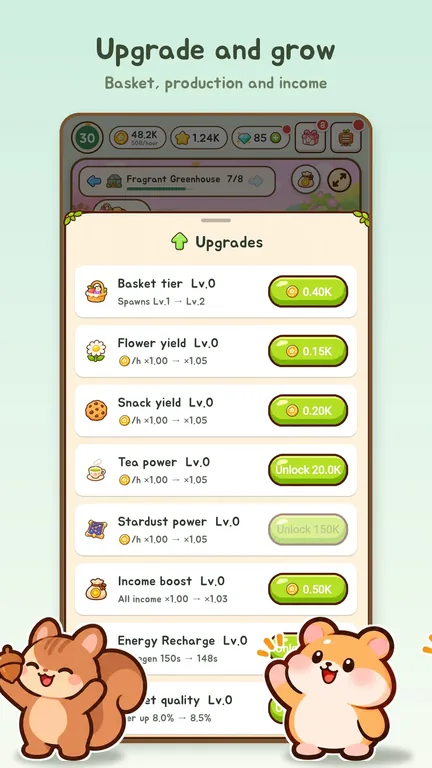 Upgrade and grow
Basket, production and income
30
48.2K
508/hour
1.24K
85
8
Fragrant Greenhouse 7/8
Upgrades
Basket tier Lv.0
Spawns Lv.1 → Lv.2
0.40K
Flower yield Lv.0
/h ×1.00 → ×1.05
0.15K
Snack yield Lv.0
/h ×1.00 → ×1.05
0.20K
Tea power Lv.0
/h ×1.00 → ×1.05
Unlock 20.0K
Stardust power Lv.0
/h ×1.00 → ×1.05
Unlock 150K
Income boost Lv.0
All income ×1.00 → ×1.03
0.50K
Energy Recharge Lv.0
150s → 148s
quality Lv.0
up 8.0% → 8.5%